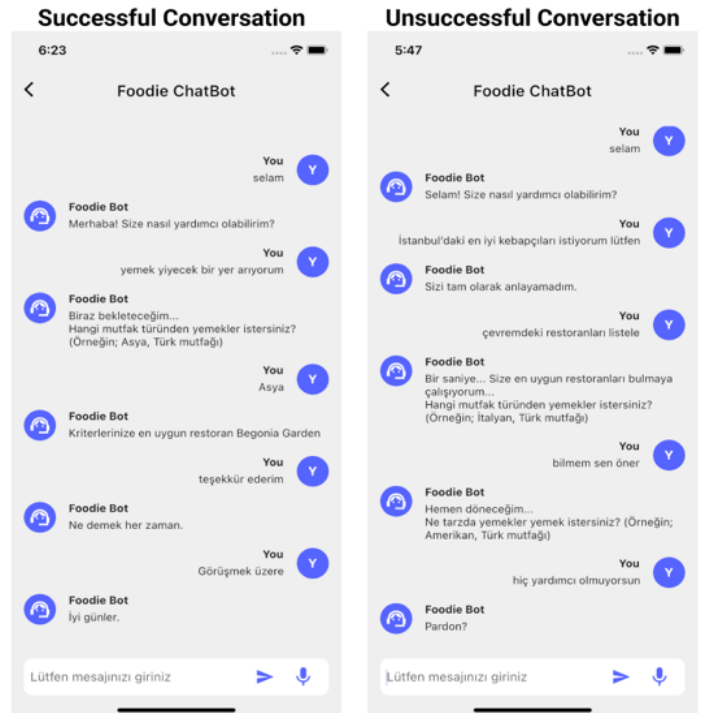 Successful Conversation
6:23
Foodie ChatBot
You
selam
Y
Foodie Bot
Merhaba! Size nasıl yardımcı olabilirim?
You
yemek yiyecek bir yer arıyorum
Y
Foodie Bot
Biraz bekleteceğim...
Hangi mutfak türünden yemekler istersiniz?
(Örneğin; Asya, Türk mutfağı)
You
Asya
Y
Foodie Bot
Kriterlerinize en uygun restoran Begonia Garden
You
teşekkür ederim
Y
Foodie Bot
Ne demek her zaman.
You
Görüşmek üzere
Y
Foodie Bot
İyi günler.
Lütfen mesajınızı giriniz
Unsuccessful Conversation
5:47
Foodie ChatBot
You
selam
Y
Foodie Bot
Selam! Size nasıl yardımcı olabilirim?
You
İstanbul'daki en iyi kebapçıları istiyorum lütfen
Y
Foodie Bot
Sizi tam olarak anlayamadım.
You
çevremdeki restoranları listele
Y
Foodie Bot
Bir saniye... Size en uygun restoranları bulmaya
çalışıyorum...
Hangi mutfak türünden yemekler istersiniz?
(Örneğin; İtalyan, Türk mutfağı)
You
bilmem sen öner
Y
Foodie Bot
Hemen döneceğim...
Ne tarzda yemekler yemek istersiniz? (Örneğin;
Amerikan, Türk mutfağı)
You
hiç yardımcı olmuyorsun
Y
Foodie Bot
Pardon?
Lütfen mesajınızı giriniz